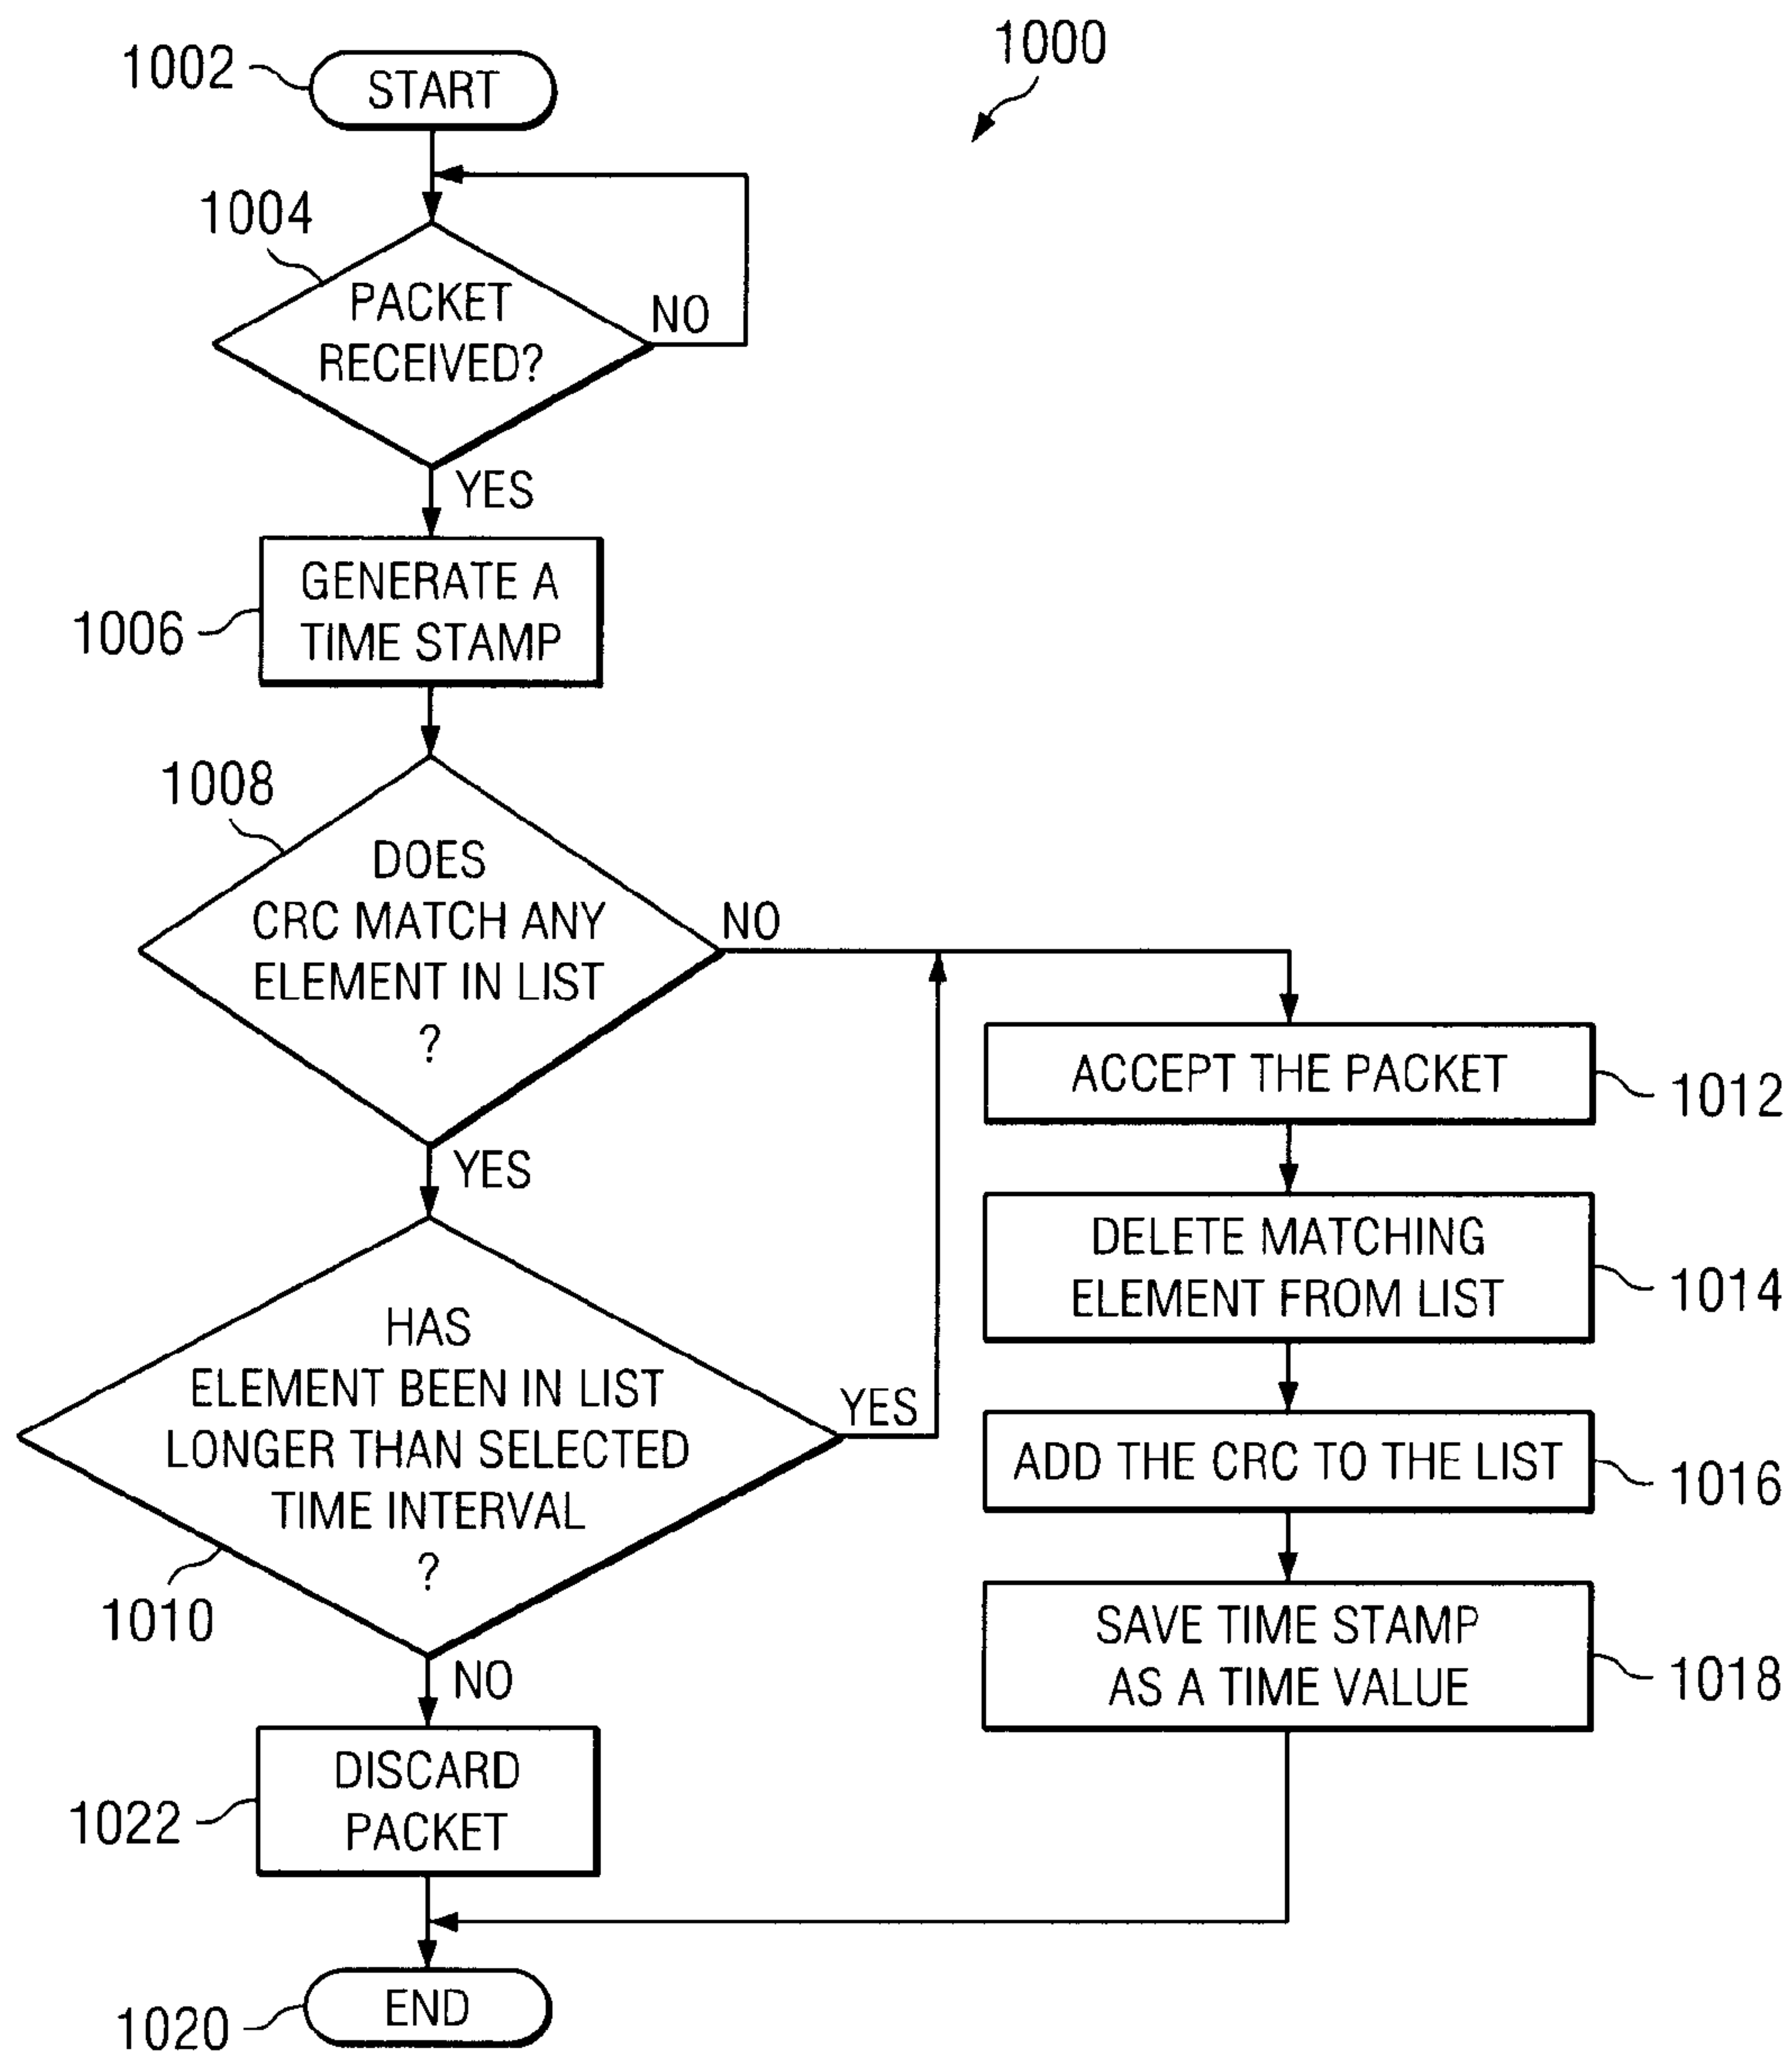 1000
1002
START
1004
PACKET
RECEIVED?
NO
YES
1006
GENERATE A
TIME STAMP
1008
DOES
CRC MATCH ANY
ELEMENT IN LIST
?
NO
YES
HAS
ELEMENT BEEN IN LIST
LONGER THAN SELECTED
TIME INTERVAL
?
YES
1010
NO
DISCARD
PACKET
1022
ACCEPT THE PACKET
1012
DELETE MATCHING
ELEMENT FROM LIST
1014
ADD THE CRC TO THE LIST
1016
SAVE TIME STAMP
AS A TIME VALUE
1018
END
1020